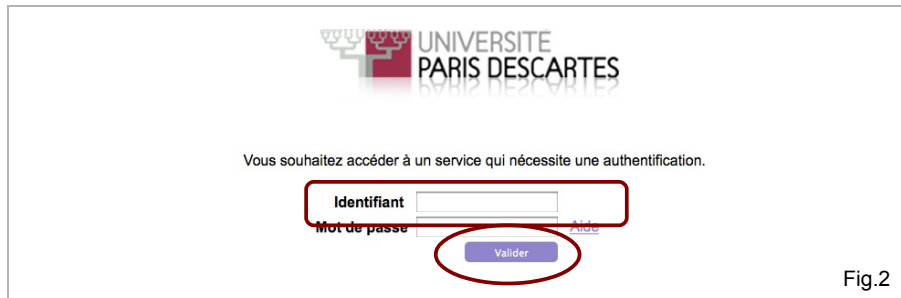 UNIVERSITÉ
PARIS DESCARTES
Vous souhaitez accéder à un service qui nécessite une authentification.
Identifiant
Mot de passe Aide
Valider
Fig.2